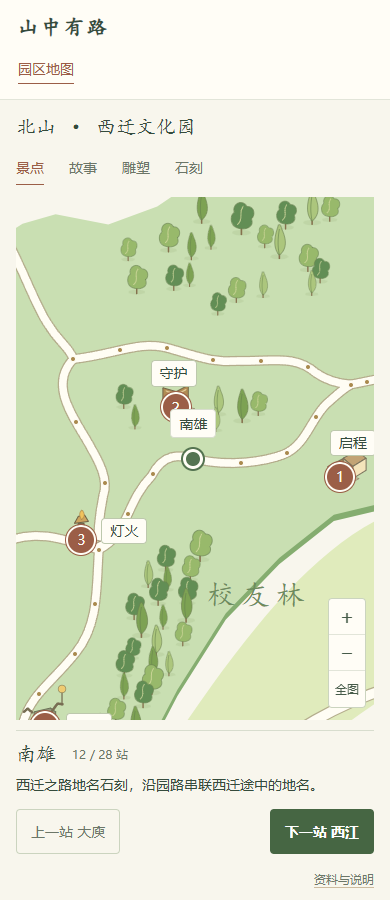 山中有路
园区地图
北山 • 西迁文化园
景点 故事 雕塑 石刻
守护
2
南雄
启程
1
灯火
3
校友林
+
−
全图
南雄 12 / 28 站
西迁之路地名石刻，沿园路串联西迁途中的地名。
上一站 大庾
下一站 西江
资料与说明